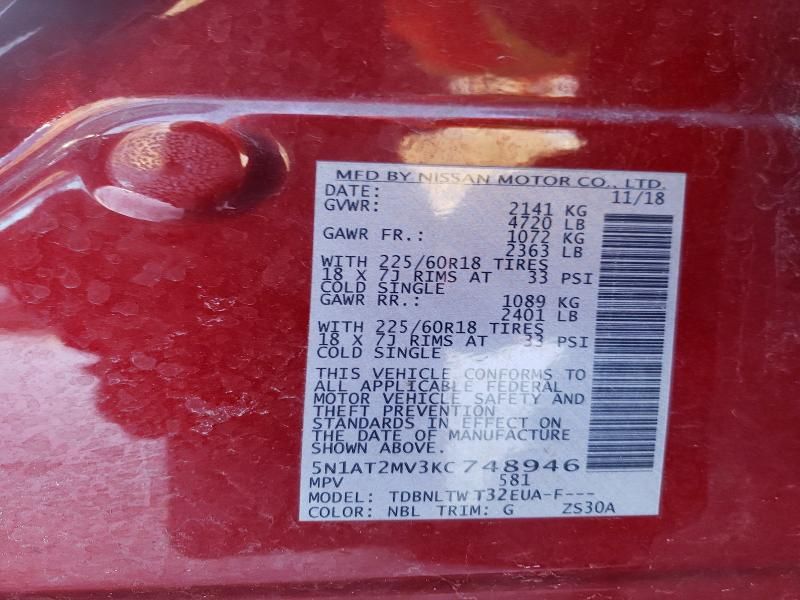 MFD BY NISSAN MOTOR CO., LTD.
DATE: 11/18
GVWR: 2141 KG
4720 LB
GAWR FR.: 1072 KG
2363 LB
WITH 225/60R18 TIRES
18 X 7J RIMS AT 33 PSI
COLD SINGLE
GAWR RR.: 1089 KG
2401 LB
WITH 225/60R18 TIRES
18 X 7J RIMS AT 33 PSI
COLD SINGLE
THIS VEHICLE CONFORMS TO
ALL APPLICABLE FEDERAL
MOTOR VEHICLE SAFETY AND
THEFT PREVENTION
STANDARDS IN EFFECT ON
THE DATE OF MANUFACTURE
SHOWN ABOVE.
5N1AT2MV3KC748946
MPV 581
MODEL: TDBNLTW T32EUA-F---
COLOR: NBL TRIM: G ZS30A